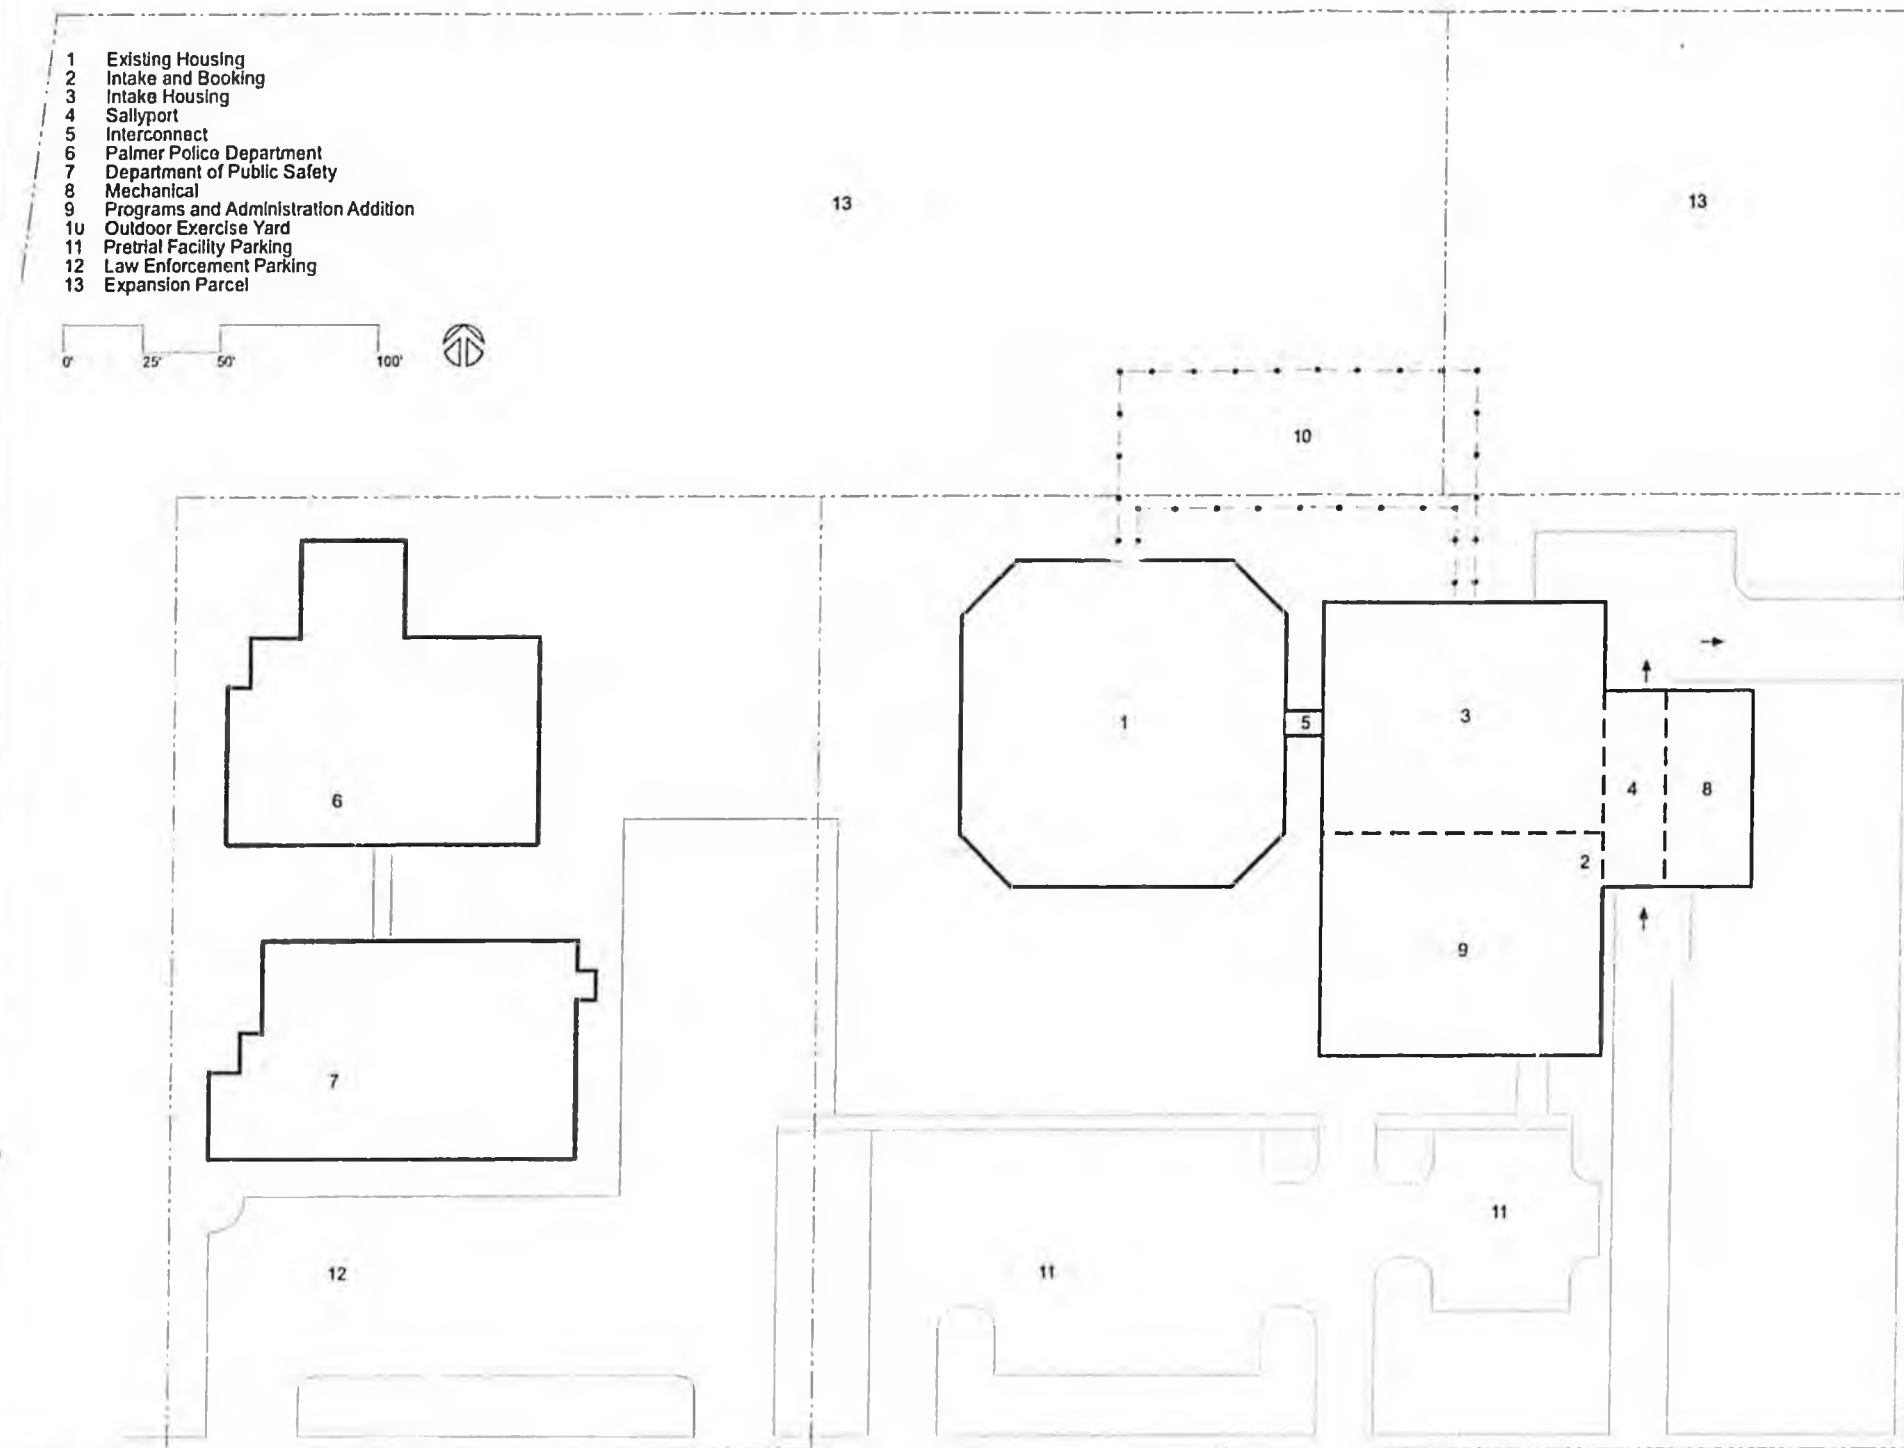 1 Existing Housing
2 Intake and Booking
3 Intake Housing
4 Sallyport
5 Interconnect
6 Palmer Police Department
7 Department of Public Safety
8 Mechanical
9 Programs and Administration Addition
1u Outdoor Exercise Yard
11 Pretrial Facility Parking
12 Law Enforcement Parking
13 Expansion Parcel
0' 25' 50' 100'
13
13
10
1
5
3
4
8
6
2
9
7
11
12
11